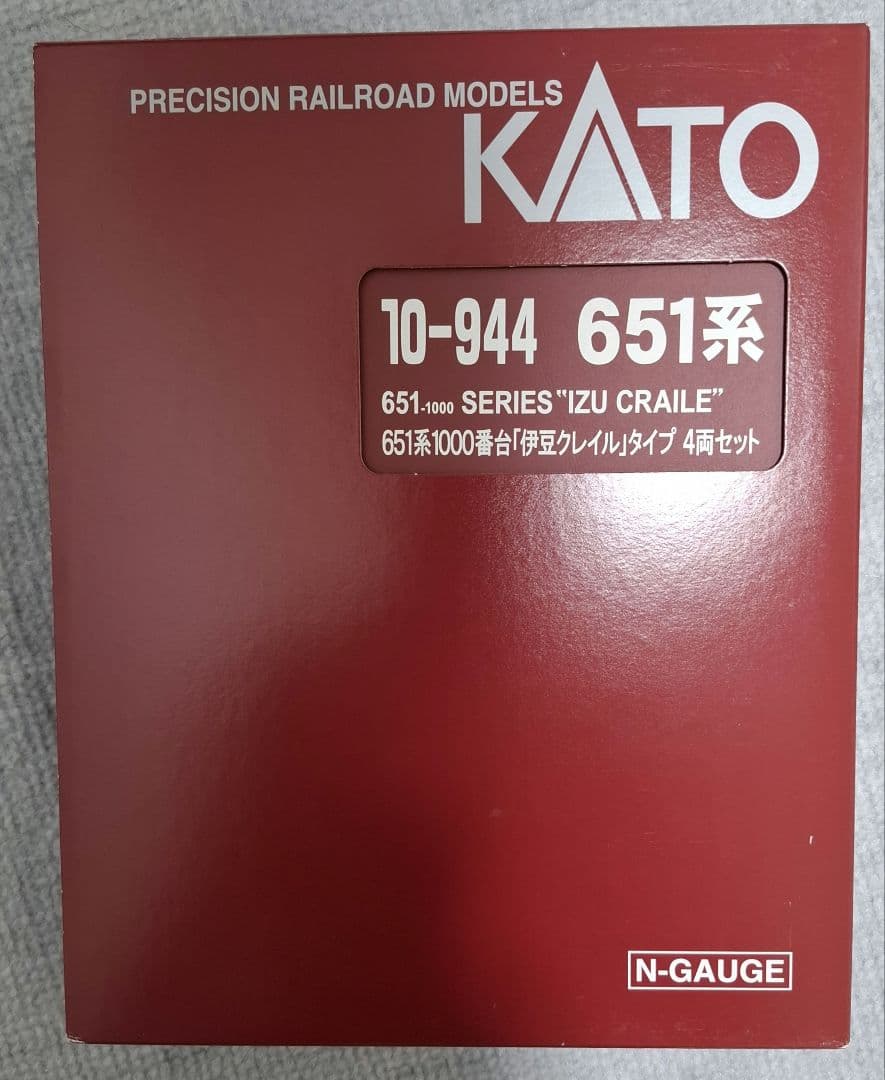 PRECISION RAILROAD MODELS
KATO
10-944 651系
651-1000 SERIES "IZU CRAILE"
651系1000番台「伊豆クレイル」タイプ 4両セット
N-GAUGE